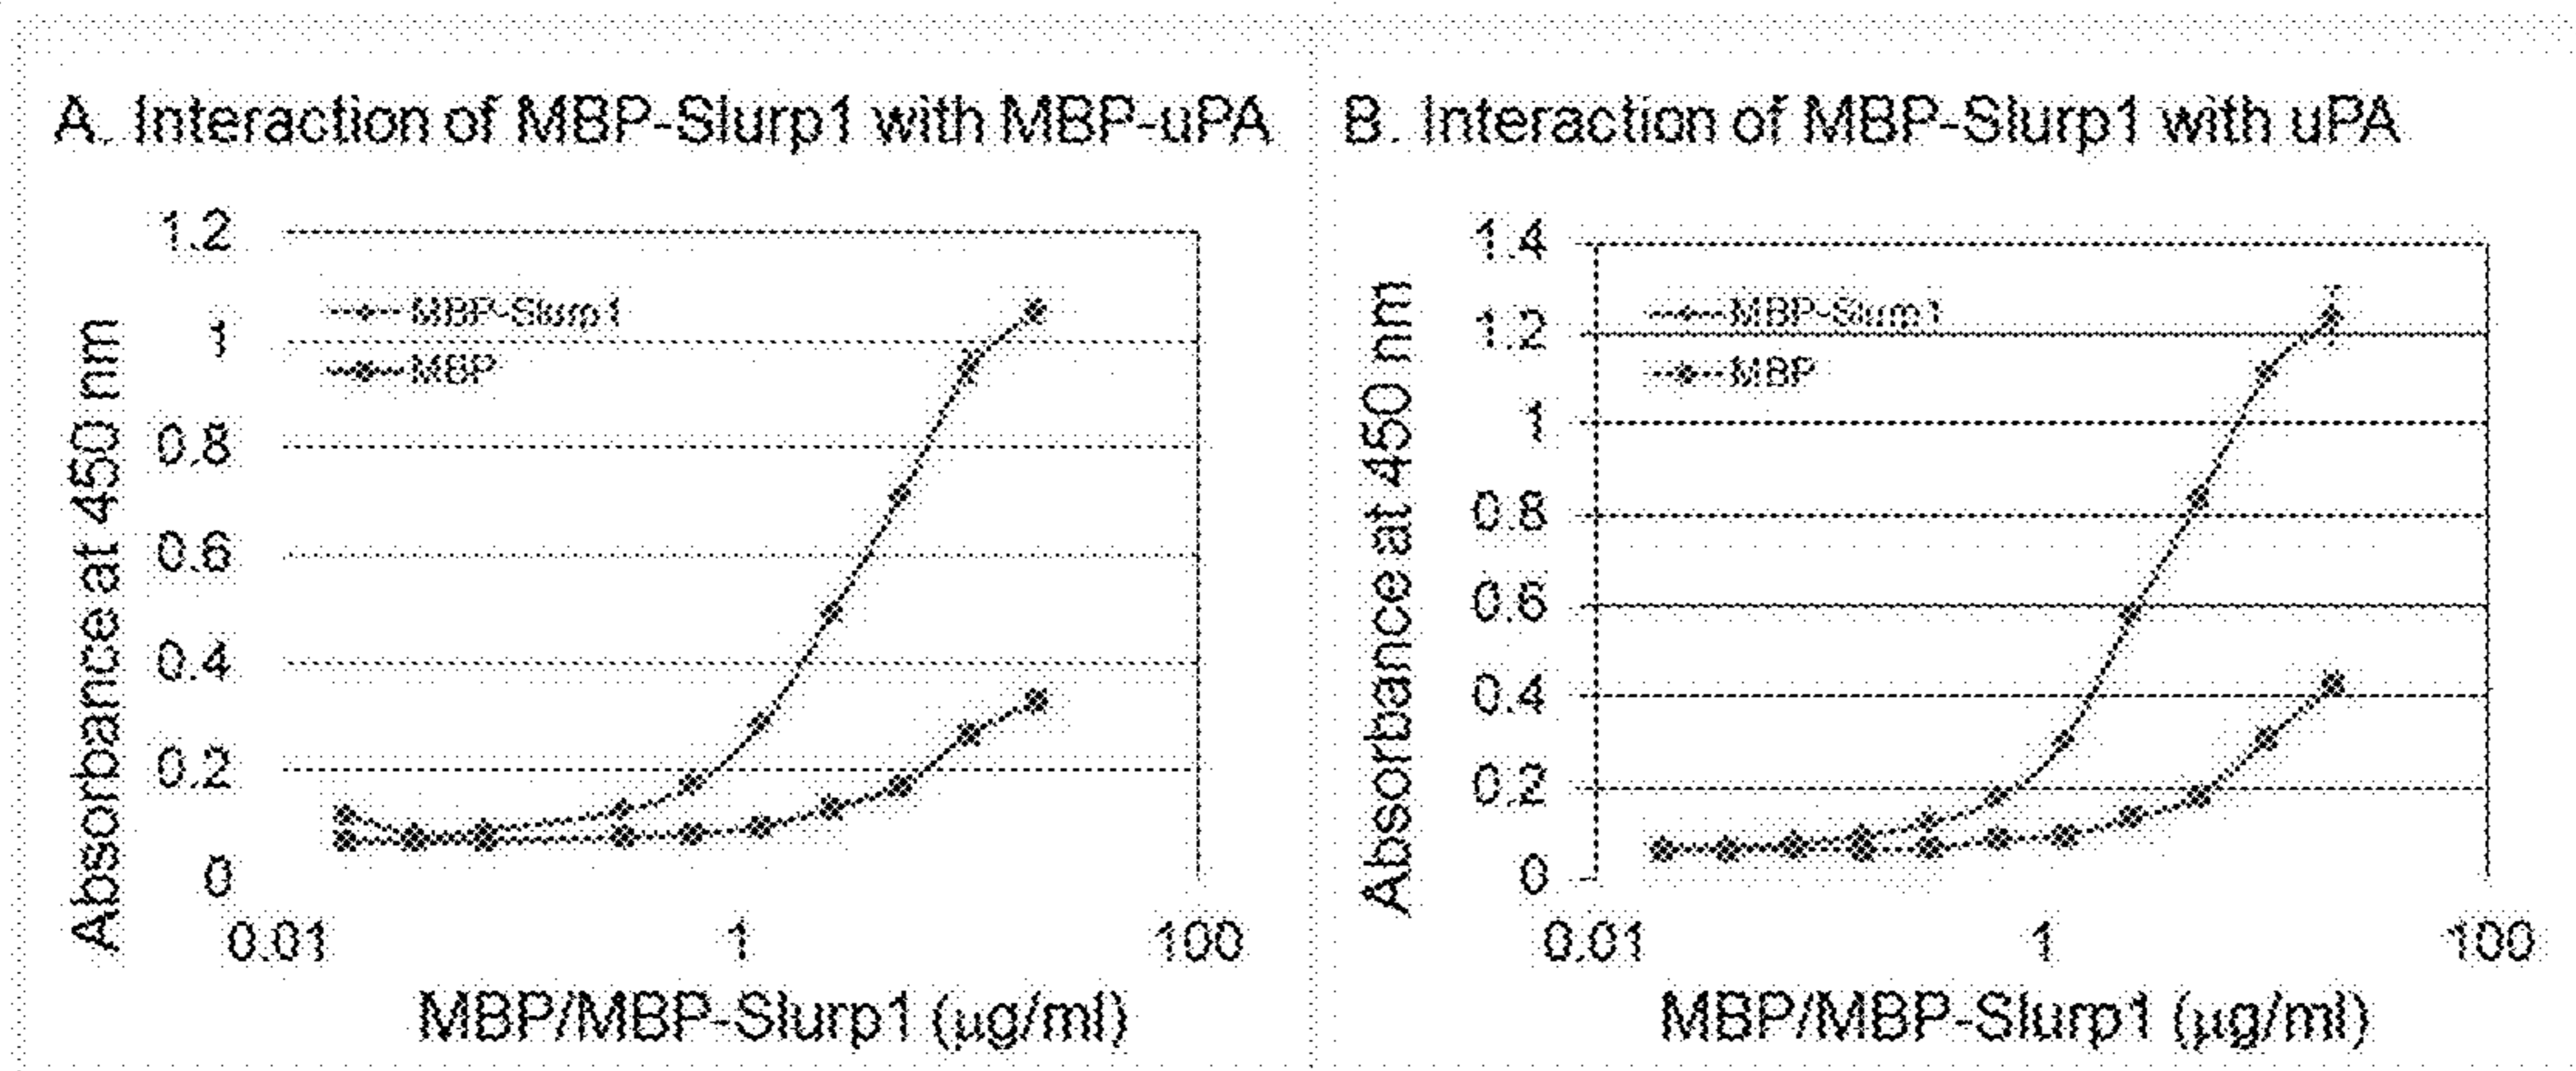 A. Interaction of MBP-Slurp1 with MBP-uPA
1.2
1
0.8
0.6
0.4
0.2
0
Absorbance at 450 nm
MBP-Slurp1
MBP
0.01
1
100
MBP/MBP-Slurp1 (µg/ml)
B. Interaction of MBP-Slurp1 with uPA
1.4
1.2
1
0.8
0.6
0.4
0.2
0
Absorbance at 450 nm
MBP-Slurp1
MBP
0.01
1
100
MBP/MBP-Slurp1 (µg/ml)